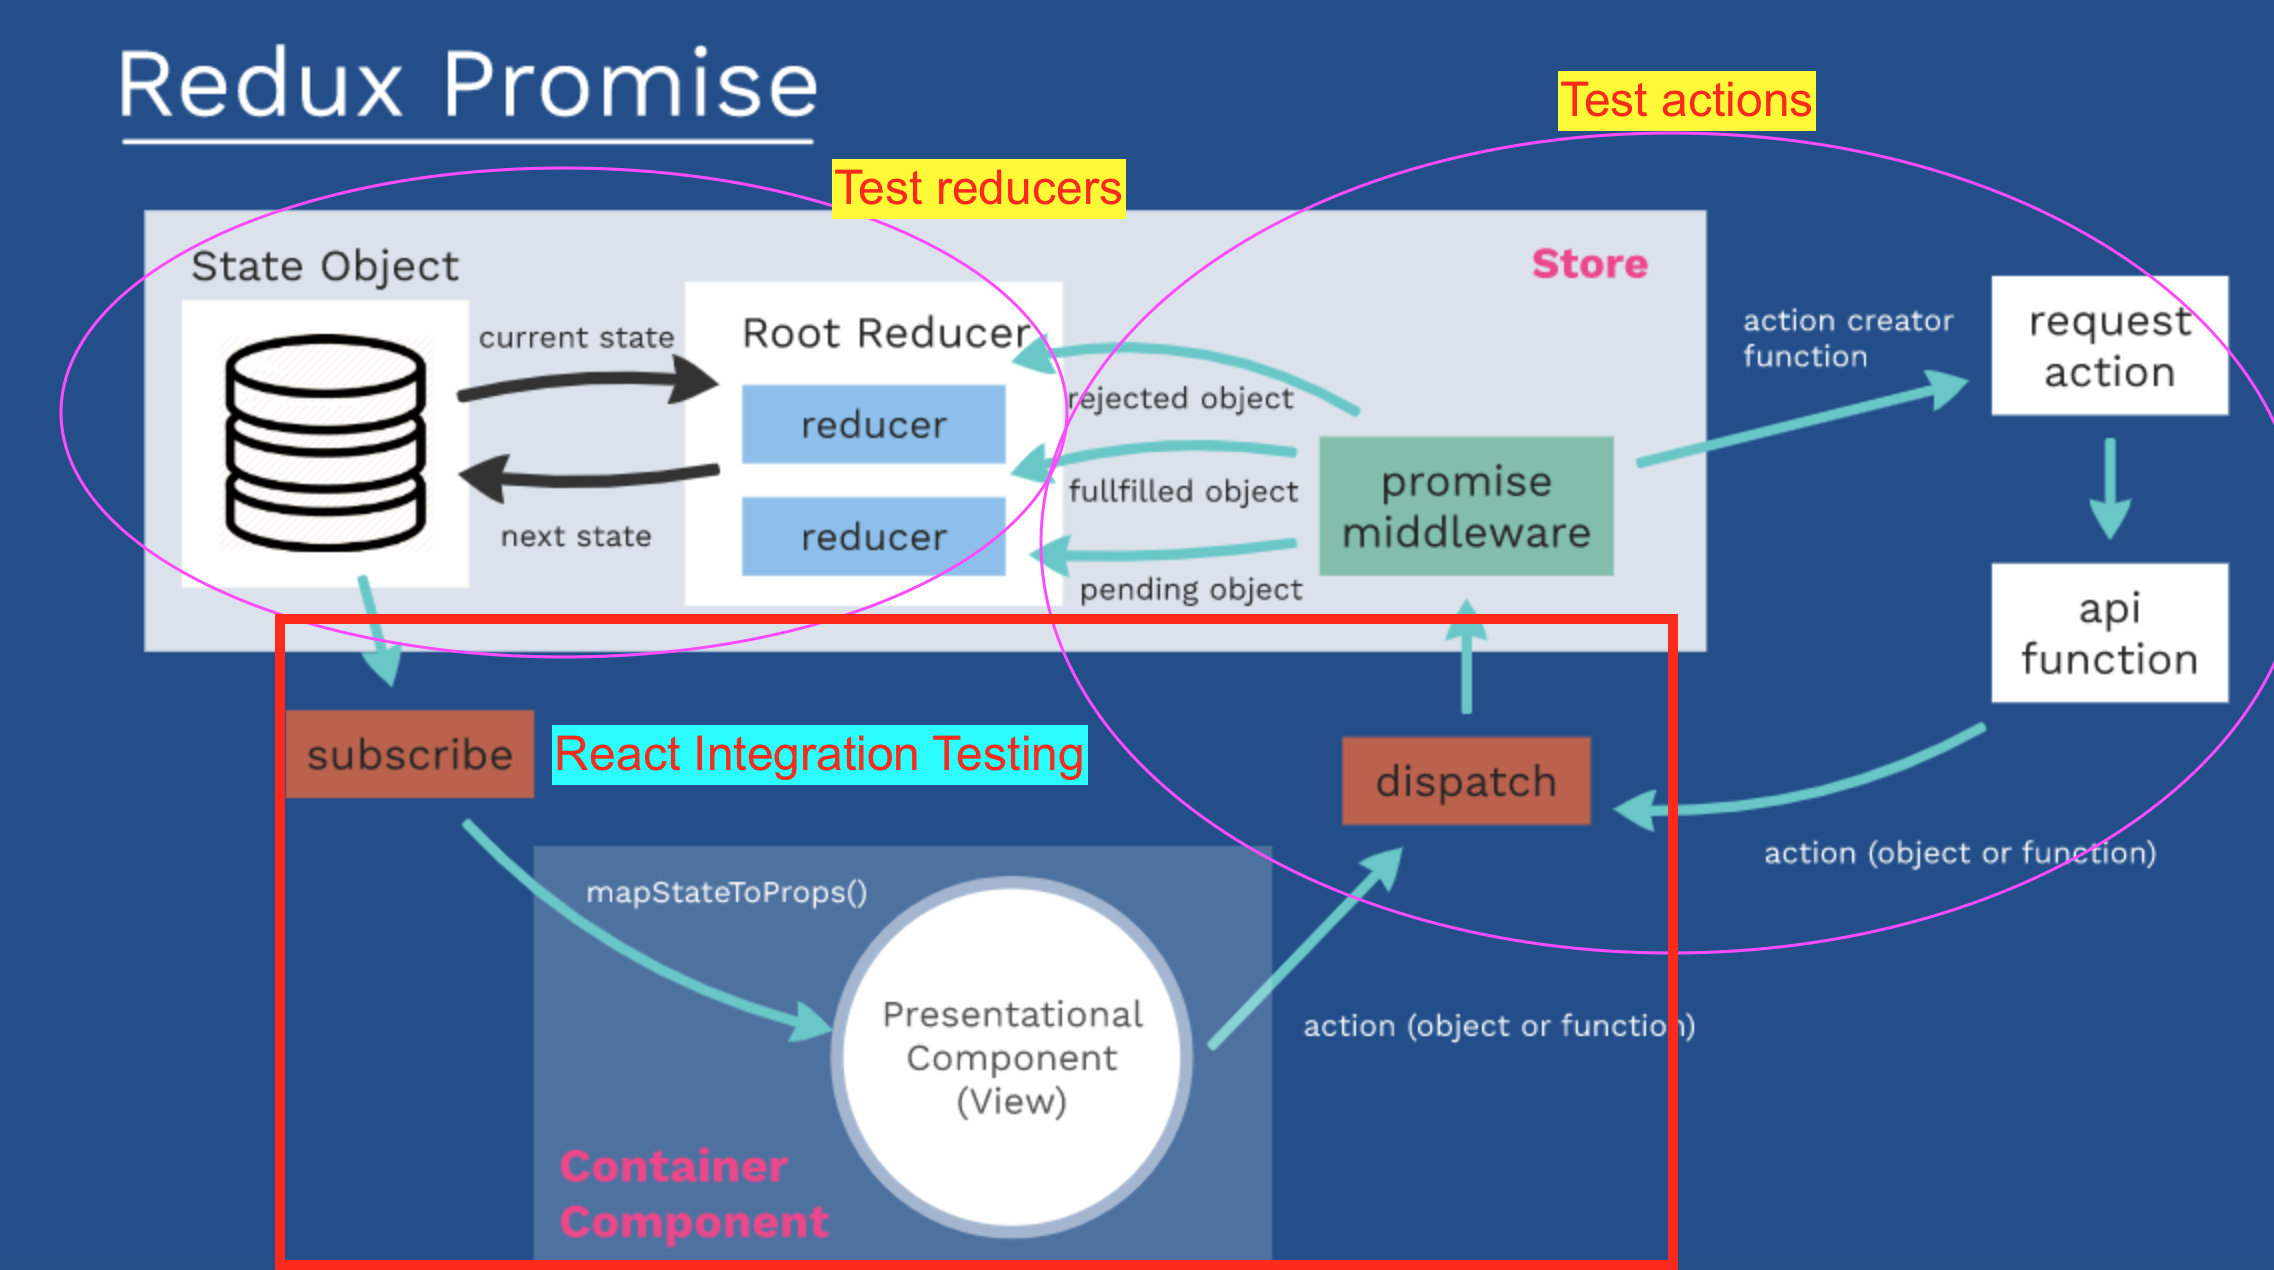 Redux Promise
Test actions
Test reducers
State Object
Store
current state
Root Reducer
reducer
reducer
next state
rejected object
fullfilled object
pending object
promise
middleware
action creator
function
request
action
api
function
subscribe
React Integration Testing
dispatch
action (object or function)
mapStateToProps()
Presentational
Component
(View)
action (object or function)
Container
Component